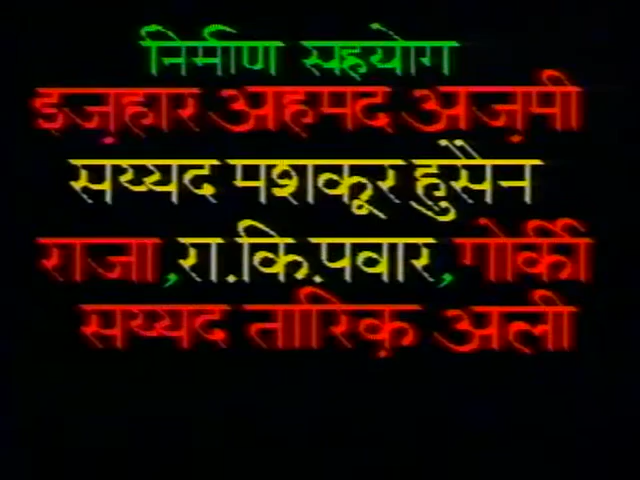 निर्माण सहयोग
इज़हार अहमद अज़मी
सय्यद मशकूर हुसैन
राजा,रा.कि.पवार,गोर्की
सय्यद तारिक़ अली